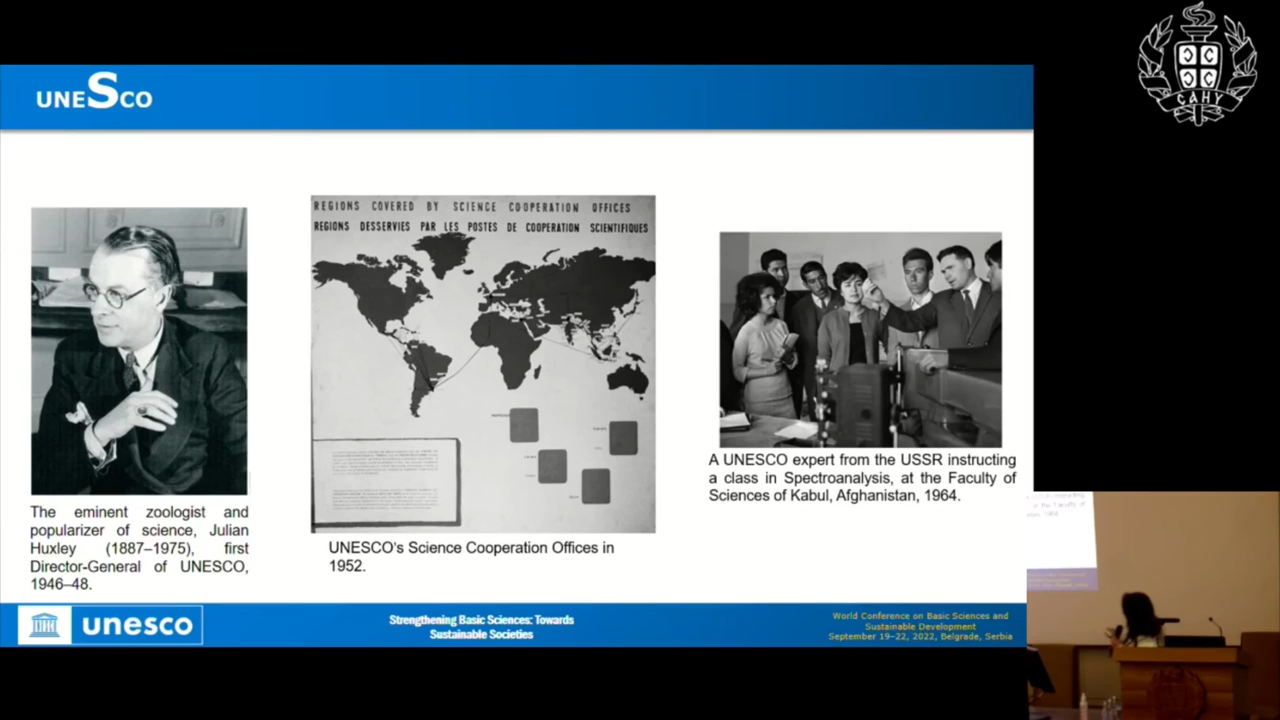 UNESCO
REGIONS COVERED BY SCIENCE CO-OPERATION OFFICES
REGIONS DESSERVIES PAR LES POSTES DE COOPERATION SCIENTIFIQUES
The eminent zoologist and
popularizer of science, Julian
Huxley (1887–1975), first
Director-General of UNESCO,
1946–48.
UNESCO's Science Cooperation Offices in
1952.
A UNESCO expert from the USSR instructing
a class in Spectroanalysis, at the Faculty of
Sciences of Kabul, Afghanistan, 1964.
unesco
Strengthening Basic Sciences: Towards
Sustainable Societies
World Conference on Basic Sciences and
Sustainable Development
September 19–22, 2022, Belgrade, Serbia
САНУ